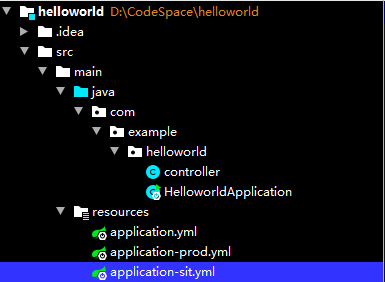 helloworld D:\CodeSpace\helloworld
.idea
src
main
java
com
example
helloworld
controller
HelloworldApplication
resources
application.yml
application-prod.yml
application-sit.yml